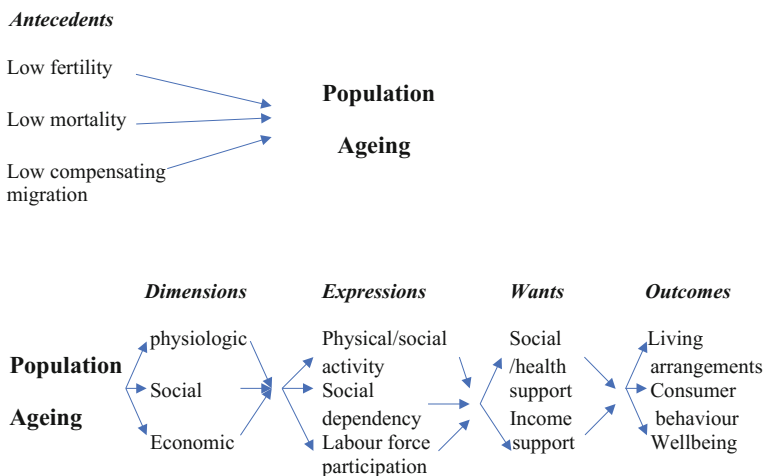 Antecedents
Low fertility
Population
Low mortality
Ageing
Low compensating
migration
Dimensions Expressions Wants Outcomes
physiologic Physical/social Social Living
Population activity /health arrangements
Social Social support Consumer
Ageing dependency Income behaviour
Economic Labour force support Wellbeing
participation